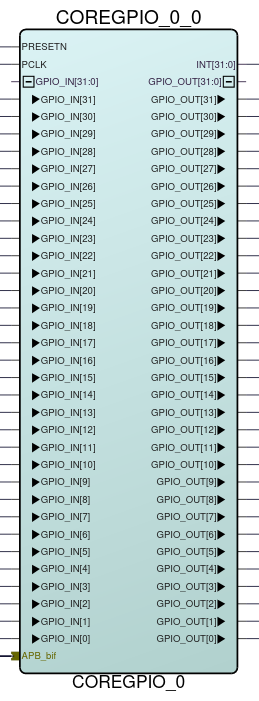 COREGPIO_0_0
PRESETN
PCLK INT[31:0]
GPIO_IN[31:0] GPIO_OUT[31:0]
GPIO_IN[31] GPIO_OUT[31]
GPIO_IN[30] GPIO_OUT[30]
GPIO_IN[29] GPIO_OUT[29]
GPIO_IN[28] GPIO_OUT[28]
GPIO_IN[27] GPIO_OUT[27]
GPIO_IN[26] GPIO_OUT[26]
GPIO_IN[25] GPIO_OUT[25]
GPIO_IN[24] GPIO_OUT[24]
GPIO_IN[23] GPIO_OUT[23]
GPIO_IN[22] GPIO_OUT[22]
GPIO_IN[21] GPIO_OUT[21]
GPIO_IN[20] GPIO_OUT[20]
GPIO_IN[19] GPIO_OUT[19]
GPIO_IN[18] GPIO_OUT[18]
GPIO_IN[17] GPIO_OUT[17]
GPIO_IN[16] GPIO_OUT[16]
GPIO_IN[15] GPIO_OUT[15]
GPIO_IN[14] GPIO_OUT[14]
GPIO_IN[13] GPIO_OUT[13]
GPIO_IN[12] GPIO_OUT[12]
GPIO_IN[11] GPIO_OUT[11]
GPIO_IN[10] GPIO_OUT[10]
GPIO_IN[9] GPIO_OUT[9]
GPIO_IN[8] GPIO_OUT[8]
GPIO_IN[7] GPIO_OUT[7]
GPIO_IN[6] GPIO_OUT[6]
GPIO_IN[5] GPIO_OUT[5]
GPIO_IN[4] GPIO_OUT[4]
GPIO_IN[3] GPIO_OUT[3]
GPIO_IN[2] GPIO_OUT[2]
GPIO_IN[1] GPIO_OUT[1]
GPIO_IN[0] GPIO_OUT[0]
APB_bif
COREGPIO_0